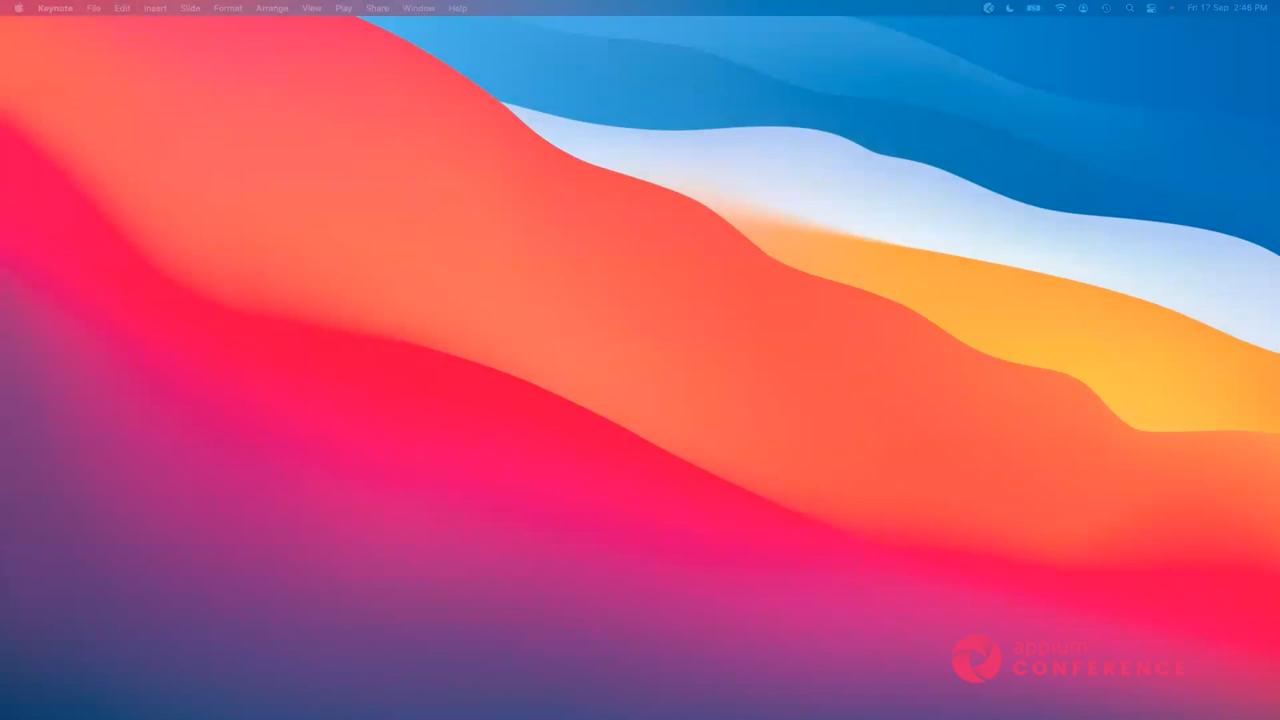 Keynote File Edit Insert Slide Format Arrange View Play Share Window Help Fri 17 Sep 2:46 PM
appium
CONFERENCE